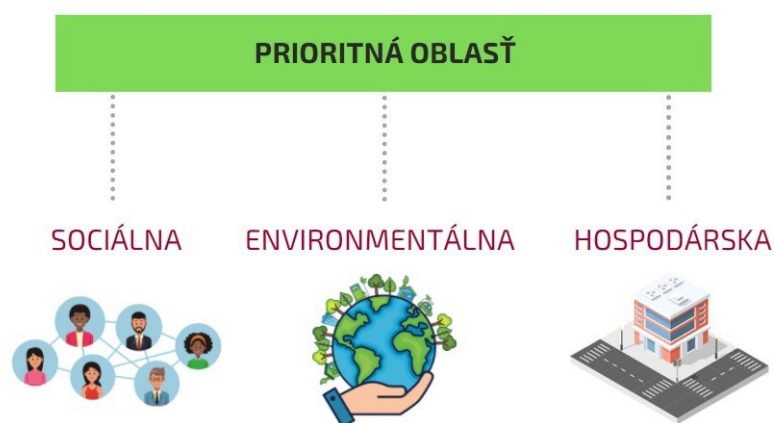 PRIORITNÁ OBLASŤ
SOCIÁLNA
ENVIRONMENTÁLNA
HOSPODÁRSKA